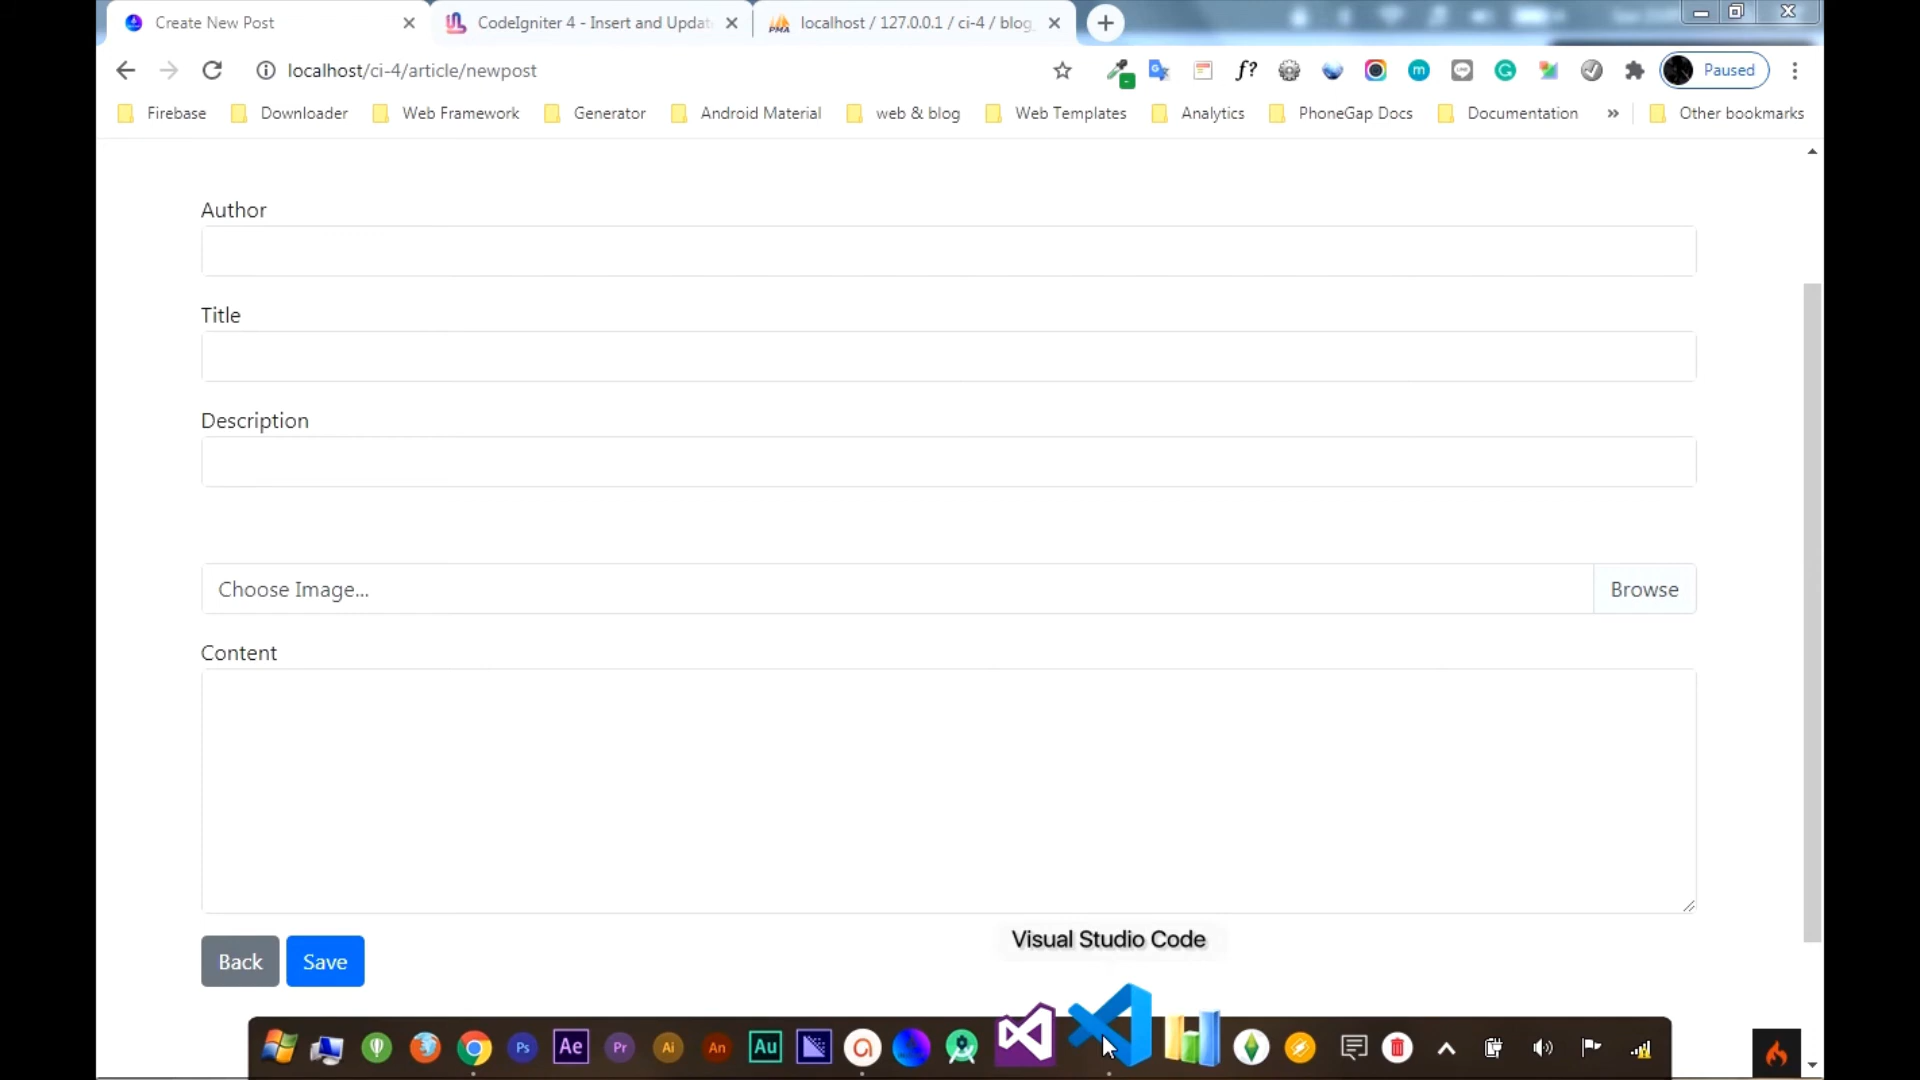 Create New Post
CodeIgniter 4 - Insert and Updat
PMA
localhost / 127.0.0.1 / ci-4 / blog
localhost/ci-4/article/newpost
f?
m
G
Paused
Firebase
Downloader
Web Framework
Generator
Android Material
web & blog
Web Templates
Analytics
PhoneGap Docs
Documentation
»
Other bookmarks
Author
Title
Description
Choose Image...
Browse
Content
Visual Studio Code
Back
Save
Ps
Ae
Pr
Ai
An
Au